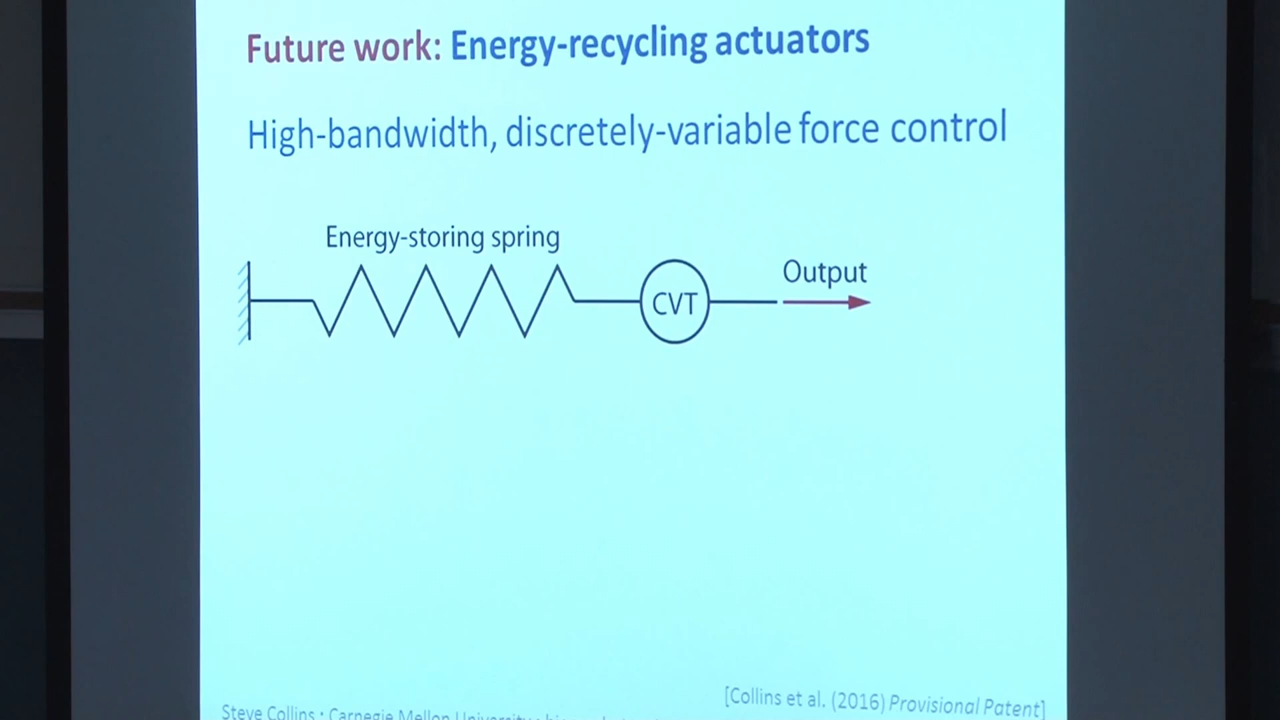 Future work: Energy-recycling actuators
High-bandwidth, discretely-variable force control
Energy-storing spring
Output
CVT
[Collins et al. (2016) Provisional Patent]
Steve Collins · Carnegie Mellon University